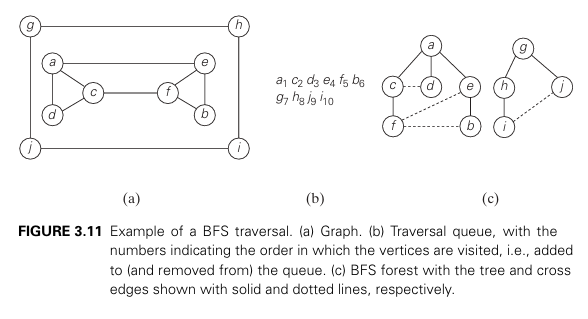 g h
a e
c f
d b
j i
a1 c2 d3 e4 f5 b6
g7 h8 j9 i10
a g
c d e h j
f b i
(a) (b) (c)
FIGURE 3.11 Example of a BFS traversal. (a) Graph. (b) Traversal queue, with the
numbers indicating the order in which the vertices are visited, i.e., added
to (and removed from) the queue. (c) BFS forest with the tree and cross
edges shown with solid and dotted lines, respectively.